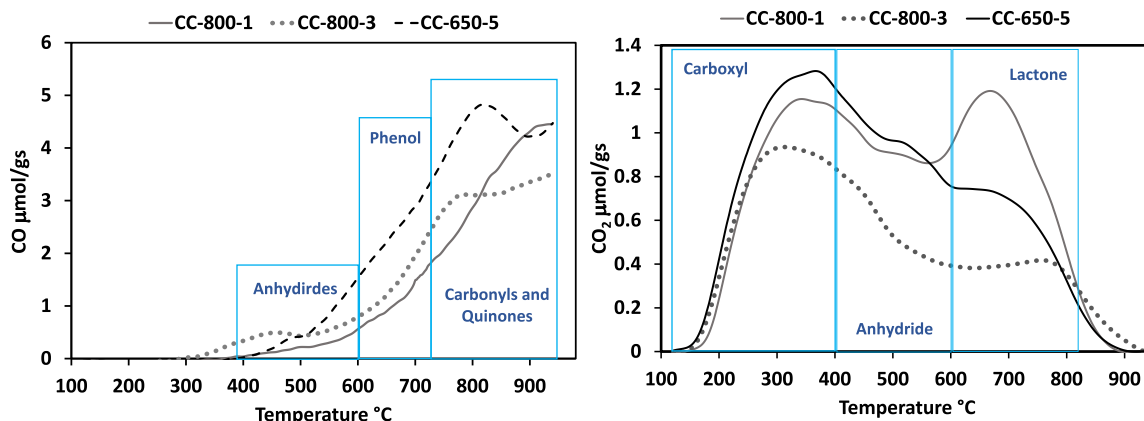 CC-800-1 CC-800-3 CC-650-5
CO µmol/gs
6
5
4
3
2
1
0
Phenol
Anhydirdes
Carbonyls and
Quinones
100 200 300 400 500 600 700 800 900
Temperature °C
CC-800-1 CC-800-3 CC-650-5
CO₂ µmol/gs
1.4
1.2
1
0.8
0.6
0.4
0.2
0
Carboxyl
Lactone
Anhydride
100 200 300 400 500 600 700 800 900
Temperature °C